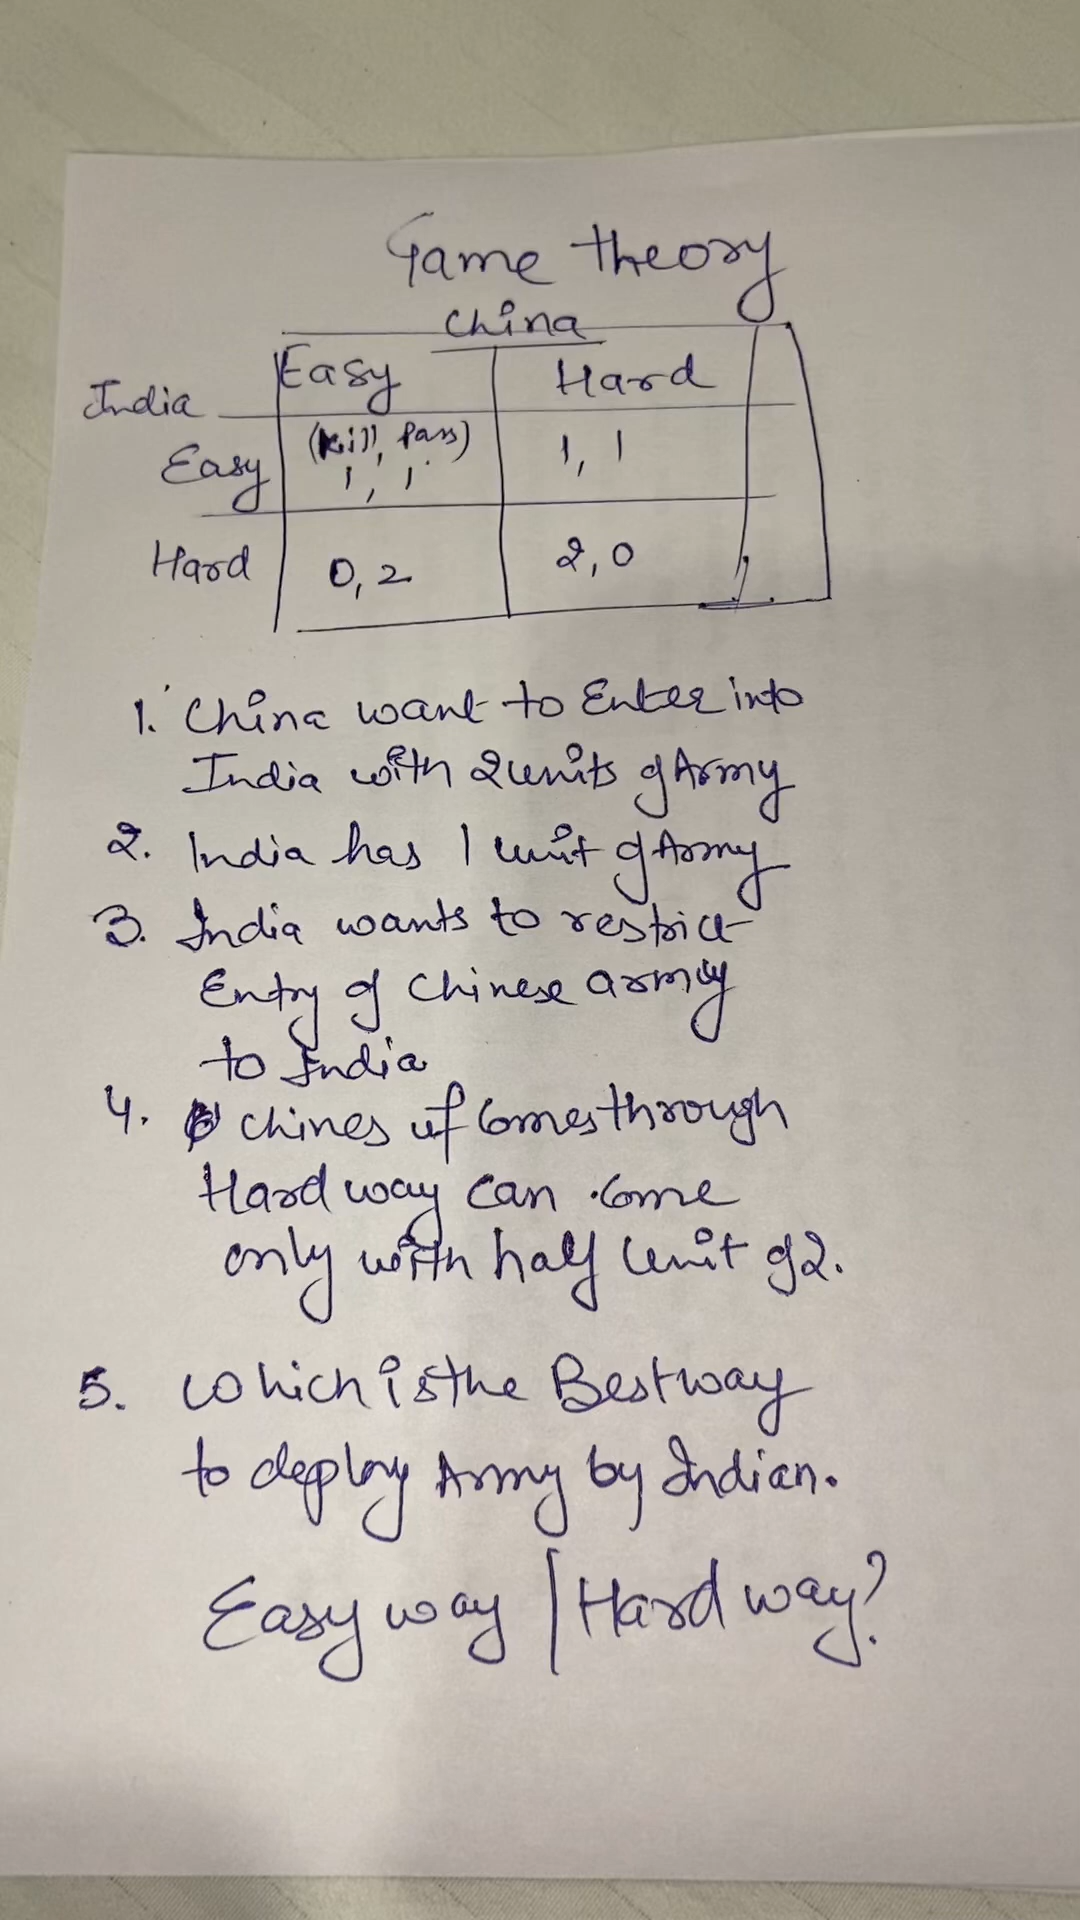 Game theory
China
Easy Hard
India
(kill, pass)
Easy 1, 1 1, 1
Hard 0, 2 2, 0
1. China want to Enter into
India with 2 units of Army
2. India has 1 unit of Army
3. India wants to restrict
Entry of Chinese army
to India
4. Chines if Comes through
Hard way can Come
only with half Unit of 2.
5. Which is the Best way
to deploy Army by Indian.
Easy way | Hard way?